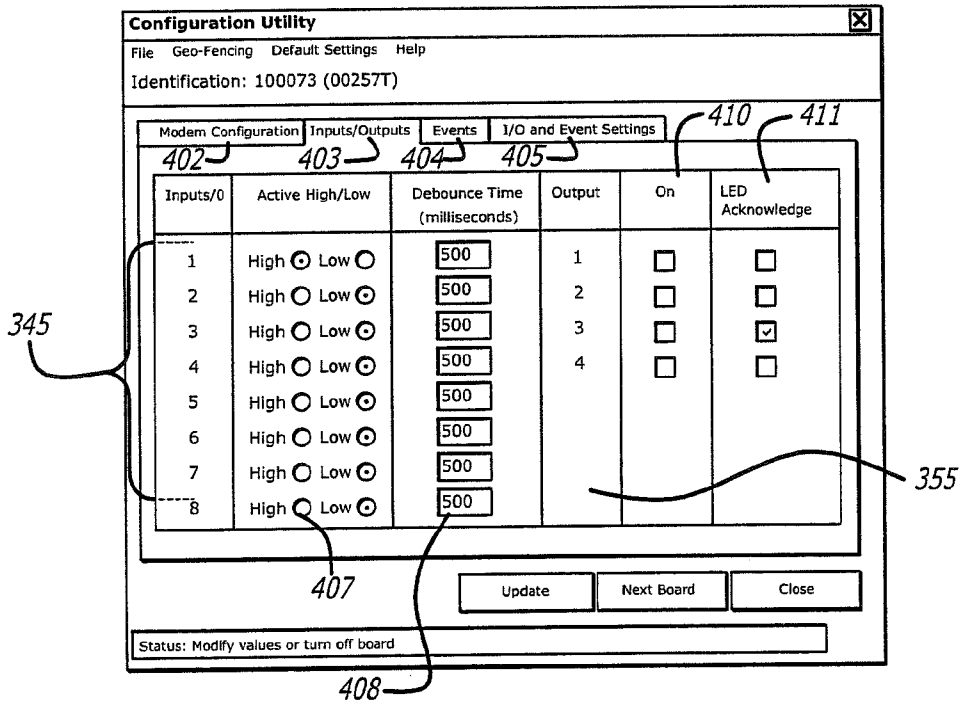 Configuration Utility
File Geo-Fencing Default Settings Help
Identification: 100073 (00257T)
410 411
Modem Configuration Inputs/Outputs Events I/O and Event Settings
402 403 404 405
Inputs/0 Active High/Low Debounce Time (milliseconds) Output On LED Acknowledge
1 High Low 500 1
2 High Low 500 2
345
3 High Low 500 3
4 High Low 500 4
5 High Low 500
6 High Low 500
7 High Low 500
355
8 High Low 500
407
Update Next Board Close
Status: Modify values or turn off board
408